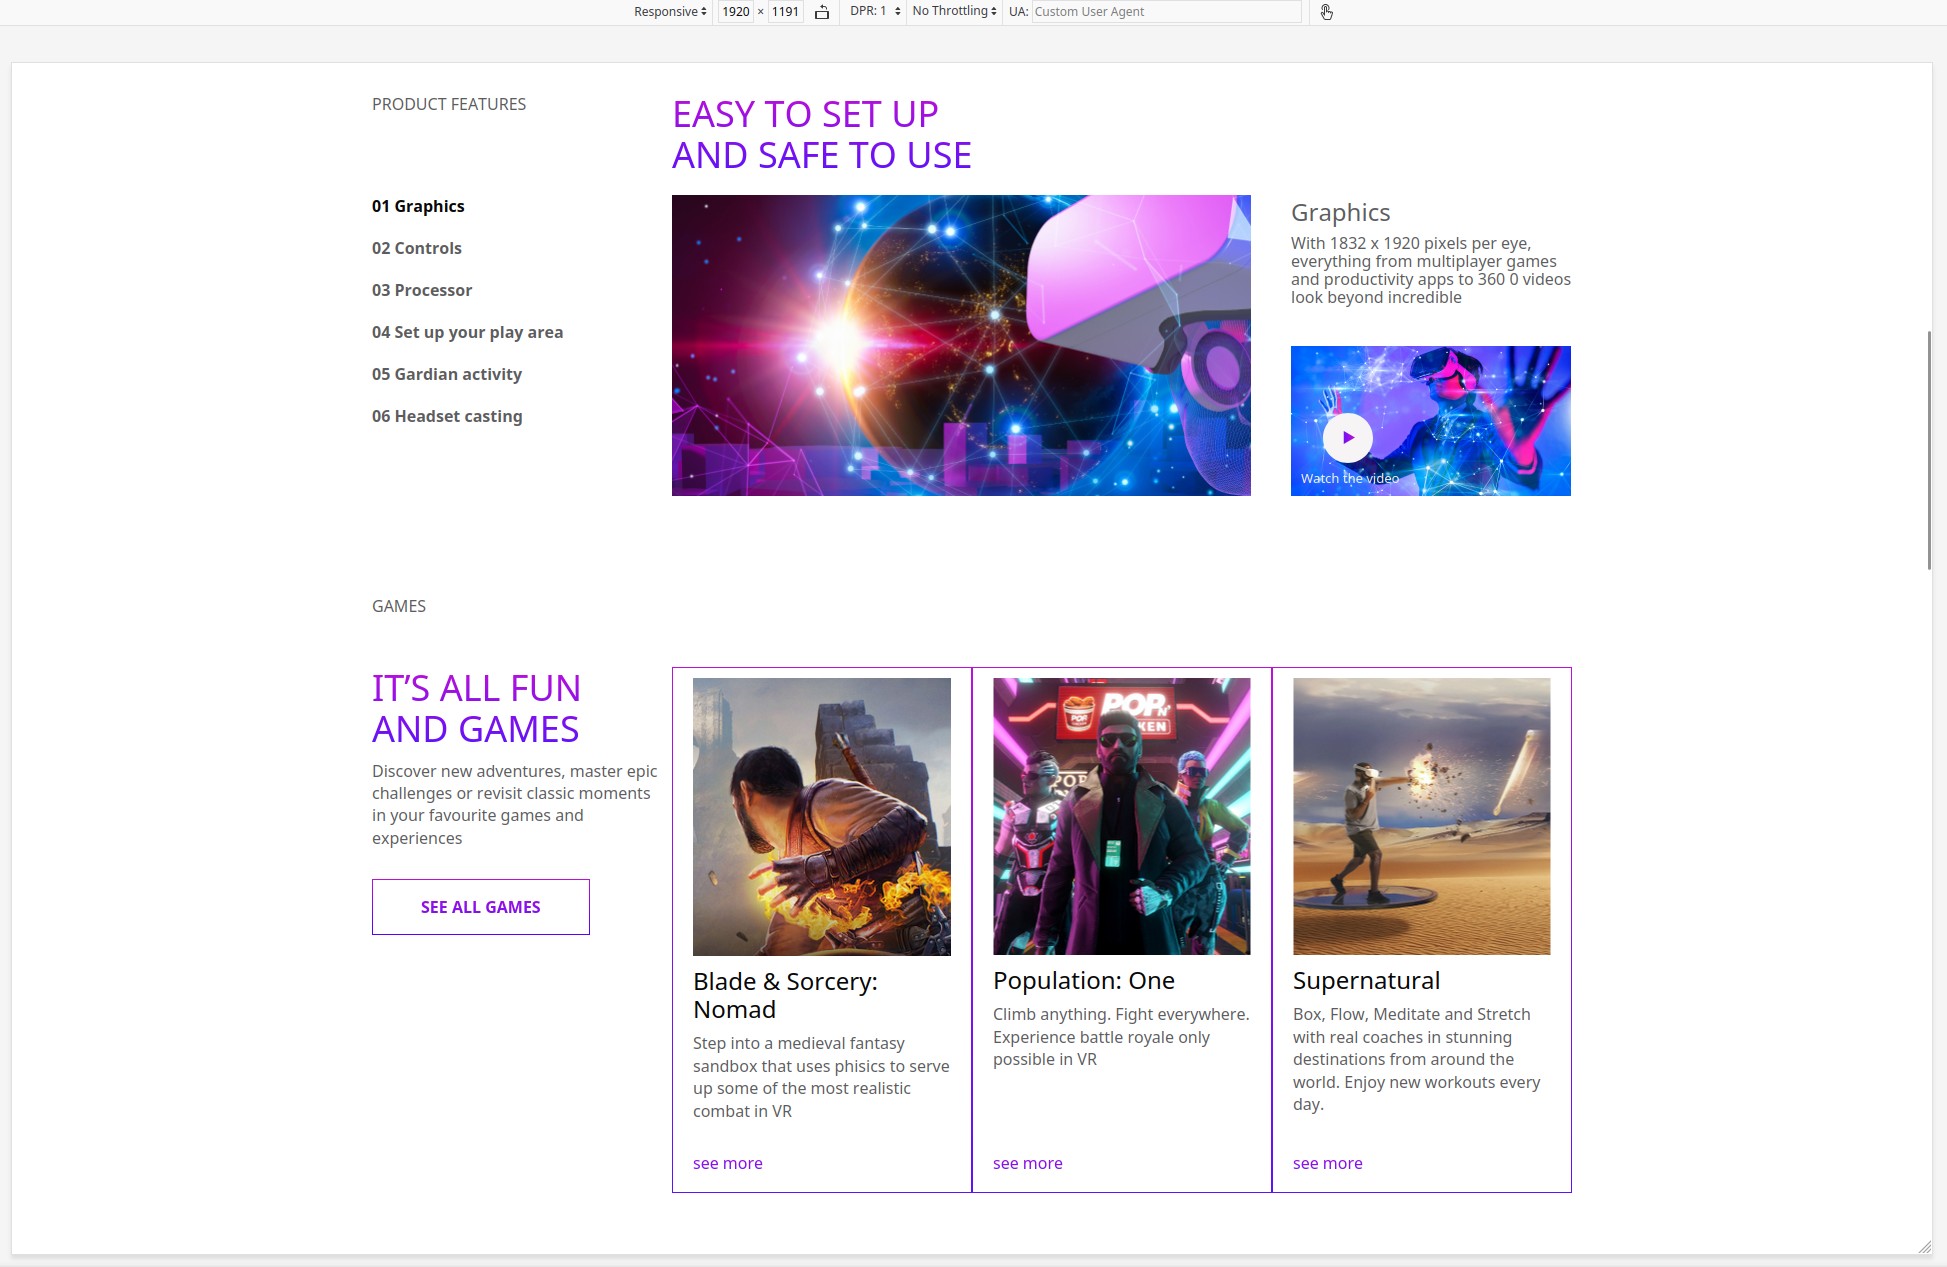 Responsive 1920 × 1191 DPR: 1 No Throttling UA: Custom User Agent
PRODUCT FEATURES
EASY TO SET UP
AND SAFE TO USE
01 Graphics
02 Controls
03 Processor
04 Set up your play area
05 Gardian activity
06 Headset casting
Graphics
With 1832 x 1920 pixels per eye,
everything from multiplayer games
and productivity apps to 360 0 videos
look beyond incredible
Watch the video
GAMES
IT’S ALL FUN
AND GAMES
Discover new adventures, master epic
challenges or revisit classic moments
in your favourite games and
experiences
SEE ALL GAMES
Blade & Sorcery:
Nomad
Step into a medieval fantasy
sandbox that uses phisics to serve
up some of the most realistic
combat in VR
see more
POP
Population: One
Climb anything. Fight everywhere.
Experience battle royale only
possible in VR
see more
Supernatural
Box, Flow, Meditate and Stretch
with real coaches in stunning
destinations from around the
world. Enjoy new workouts every
day.
see more